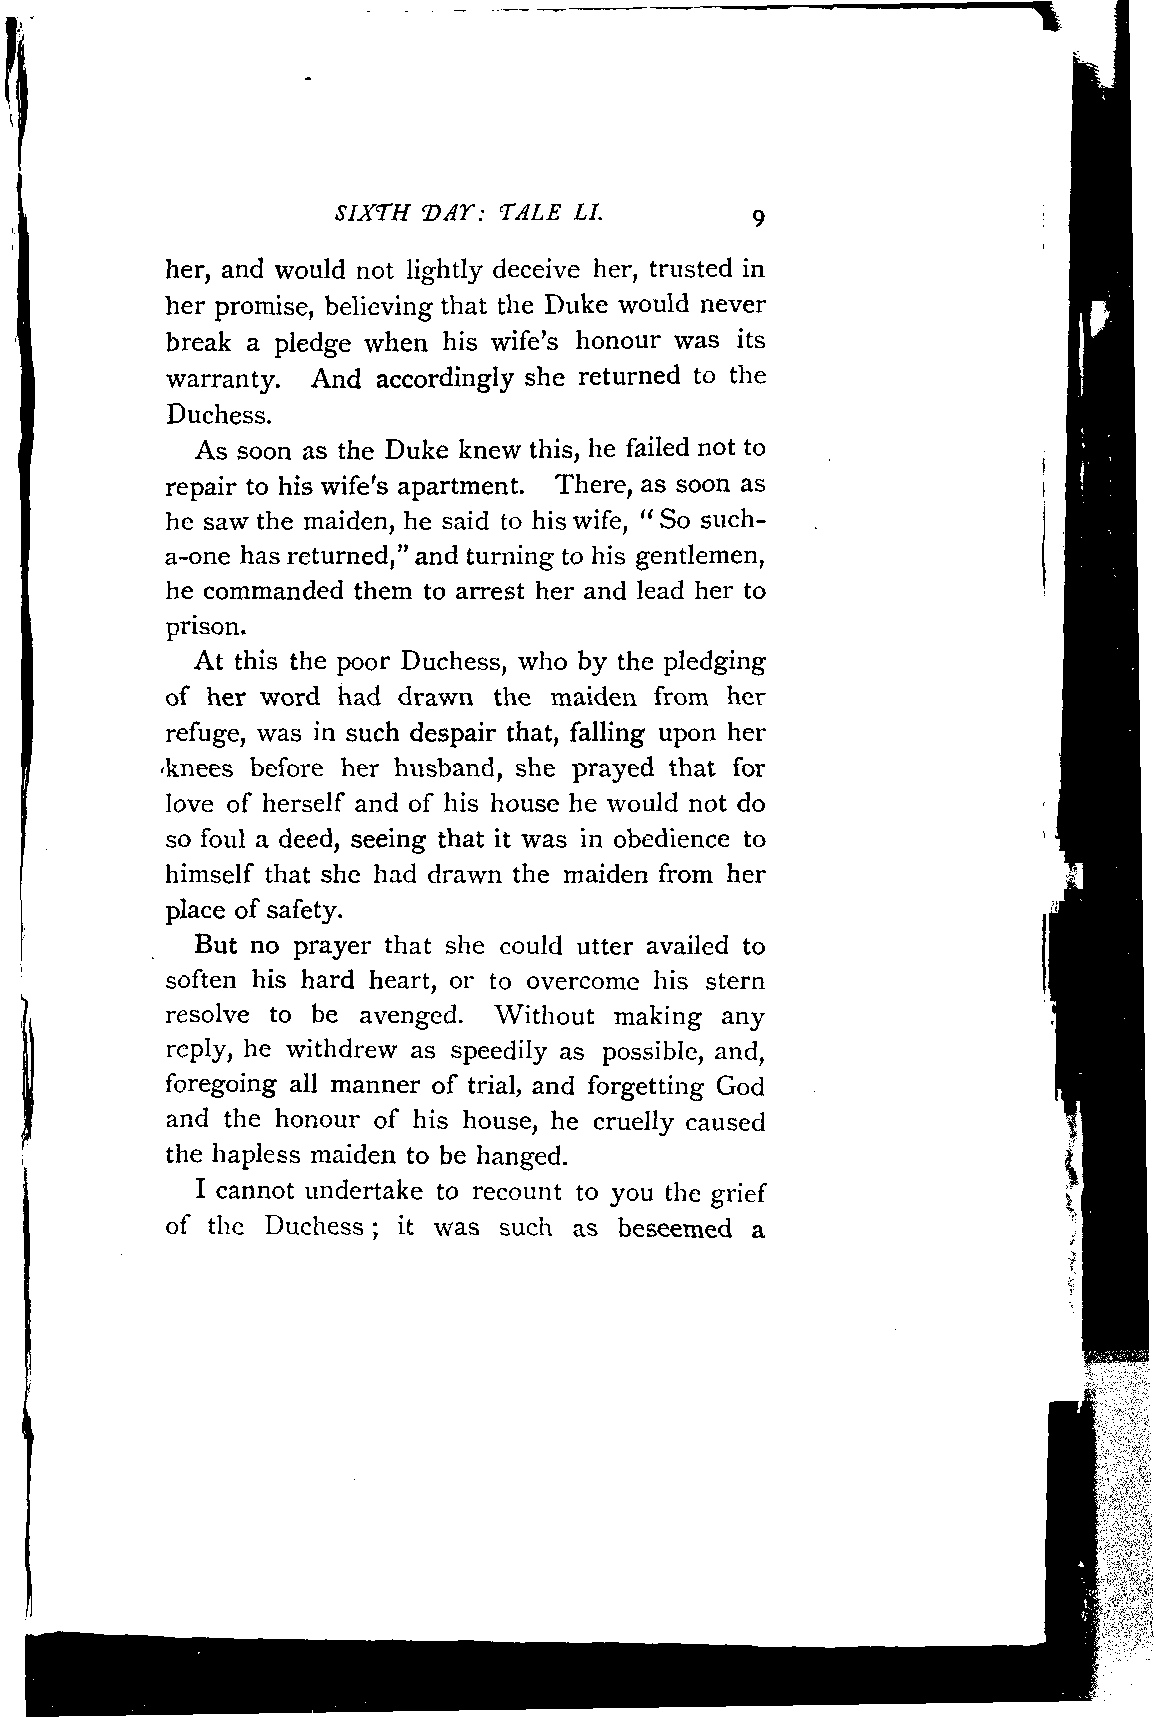 SIXTH DAY: TALE LI. 9
her, and would not lightly deceive her, trusted in
her promise, believing that the Duke would never
break a pledge when his wife's honour was its
warranty. And accordingly she returned to the
Duchess.
As soon as the Duke knew this, he failed not to
repair to his wife's apartment. There, as soon as
he saw the maiden, he said to his wife, "So such-
a-one has returned," and turning to his gentlemen,
he commanded them to arrest her and lead her to
prison.
At this the poor Duchess, who by the pledging
of her word had drawn the maiden from her
refuge, was in such despair that, falling upon her
knees before her husband, she prayed that for
love of herself and of his house he would not do
so foul a deed, seeing that it was in obedience to
himself that she had drawn the maiden from her
place of safety.
But no prayer that she could utter availed to
soften his hard heart, or to overcome his stern
resolve to be avenged. Without making any
reply, he withdrew as speedily as possible, and,
foregoing all manner of trial, and forgetting God
and the honour of his house, he cruelly caused
the hapless maiden to be hanged.
I cannot undertake to recount to you the grief
of the Duchess; it was such as beseemed a